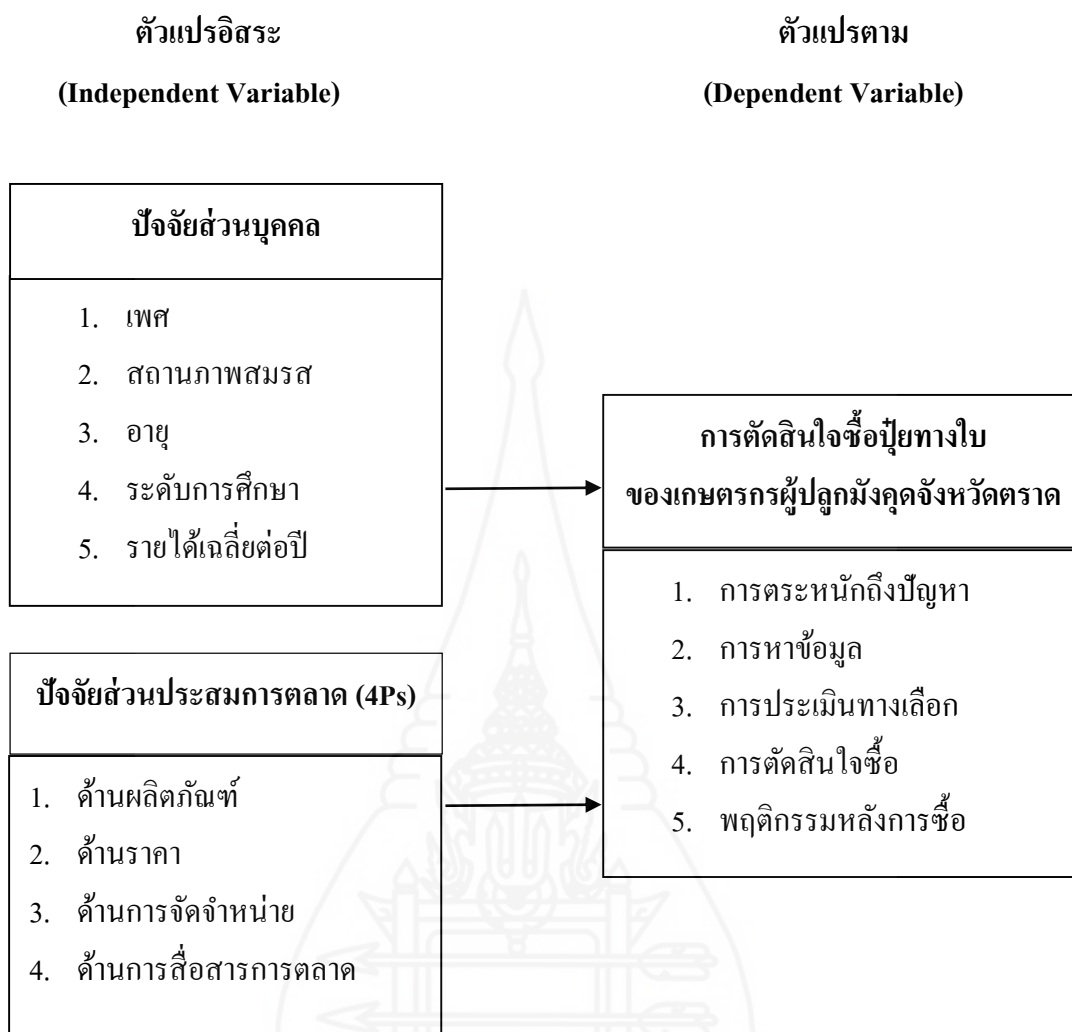 ตัวแปรอิสระ
(Independent Variable)
ตัวแปรตาม
(Dependent Variable)
ปัจจัยส่วนบุคคล
1. เพศ
2. สถานภาพสมรส
3. อายุ
4. ระดับการศึกษา
5. รายได้เฉลี่ยต่อปี
ปัจจัยส่วนประสมการตลาด (4Ps)
1. ด้านผลิตภัณฑ์
2. ด้านราคา
3. ด้านการจัดจำหน่าย
4. ด้านการสื่อสารการตลาด
การตัดสินใจซื้อปุ๋ยทางใบ
ของเกษตรกรผู้ปลูกมังคุดจังหวัดตราด
1. การตระหนักถึงปัญหา
2. การหาข้อมูล
3. การประเมินทางเลือก
4. การตัดสินใจซื้อ
5. พฤติกรรมหลังการซื้อ